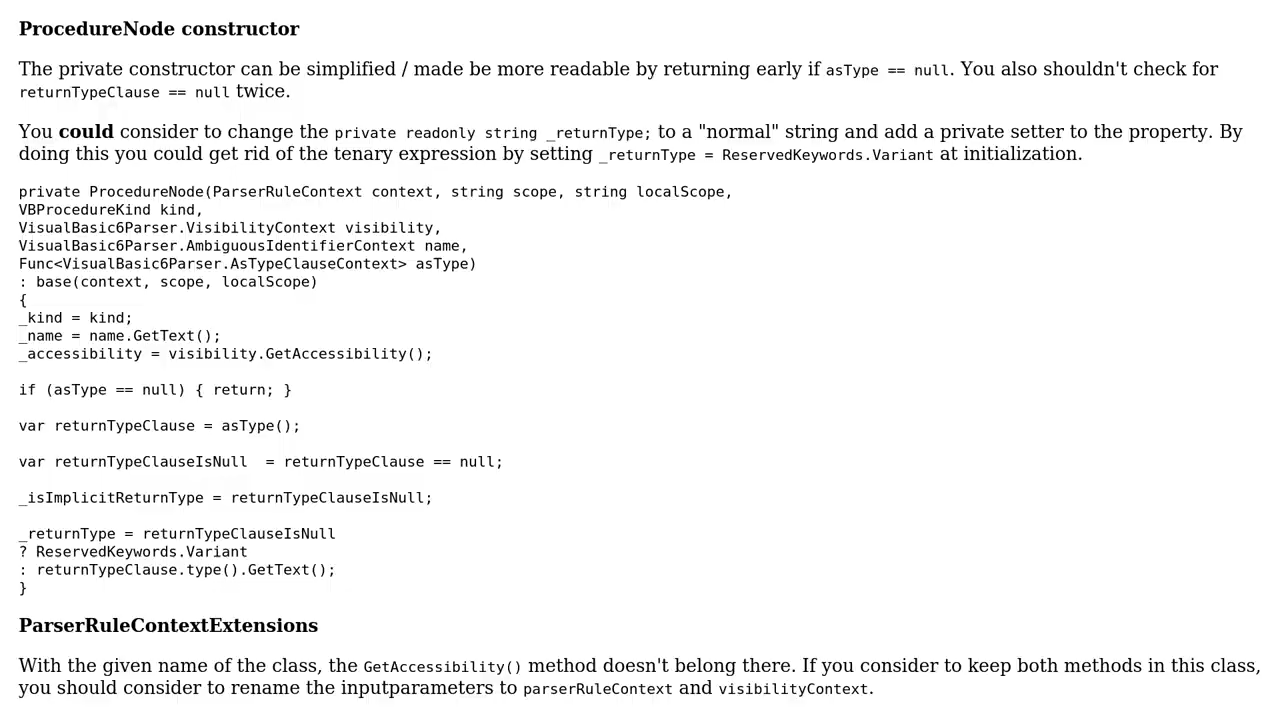 ProcedureNode constructor
The private constructor can be simplified / made be more readable by returning early if asType == null. You also shouldn't check for
returnTypeClause == null twice.
You could consider to change the private readonly string _returnType; to a "normal" string and add a private setter to the property. By
doing this you could get rid of the tenary expression by setting _returnType = ReservedKeywords.Variant at initialization.
private ProcedureNode(ParserRuleContext context, string scope, string localScope,
VBProcedureKind kind,
VisualBasic6Parser.VisibilityContext visibility,
VisualBasic6Parser.AmbiguousIdentifierContext name,
Func<VisualBasic6Parser.AsTypeClauseContext> asType)
: base(context, scope, localScope)
{
_kind = kind;
_name = name.GetText();
_accessibility = visibility.GetAccessibility();
if (asType == null) { return; }
var returnTypeClause = asType();
var returnTypeClauseIsNull  = returnTypeClause == null;
_isImplicitReturnType = returnTypeClauseIsNull;
_returnType = returnTypeClauseIsNull
? ReservedKeywords.Variant
: returnTypeClause.type().GetText();
}
ParserRuleContextExtensions
With the given name of the class, the GetAccessibility() method doesn't belong there. If you consider to keep both methods in this class,
you should consider to rename the inputparameters to parserRuleContext and visibilityContext.